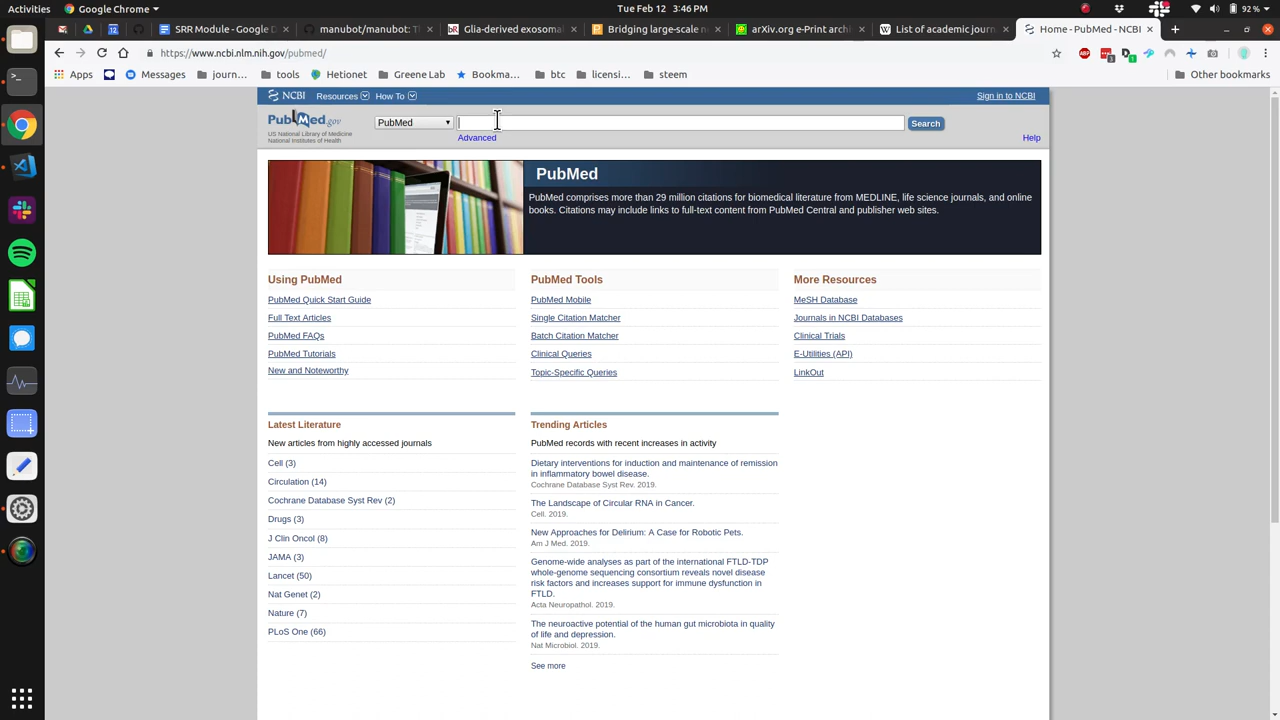 Activities
Google Chrome ▾
Tue Feb 12 3:46 PM
92 % ▾
SRR Module - Google D
manubot/manubot: T
Glia-derived exosoma
Bridging large-scale n
arXiv.org e-Print archi
List of academic journ
Home - PubMed - NCBI
https://www.ncbi.nlm.nih.gov/pubmed/
Apps
Messages
journ…
tools
Hetionet
Greene Lab
Bookma…
btc
licensi…
steem
Other bookmarks
NCBI
Resources
How To
Sign in to NCBI
PubMed.gov
US National Library of Medicine
National Institutes of Health
PubMed
Search
Advanced
Help
PubMed
PubMed comprises more than 29 million citations for biomedical literature from MEDLINE, life science journals, and online
books. Citations may include links to full-text content from PubMed Central and publisher web sites.
Using PubMed
PubMed Quick Start Guide
Full Text Articles
PubMed FAQs
PubMed Tutorials
New and Noteworthy
PubMed Tools
PubMed Mobile
Single Citation Matcher
Batch Citation Matcher
Clinical Queries
Topic-Specific Queries
More Resources
MeSH Database
Journals in NCBI Databases
Clinical Trials
E-Utilities (API)
LinkOut
Latest Literature
New articles from highly accessed journals
Cell (3)
Circulation (14)
Cochrane Database Syst Rev (2)
Drugs (3)
J Clin Oncol (8)
JAMA (3)
Lancet (50)
Nat Genet (2)
Nature (7)
PLoS One (66)
Trending Articles
PubMed records with recent increases in activity
Dietary interventions for induction and maintenance of remission
in inflammatory bowel disease.
Cochrane Database Syst Rev. 2019.
The Landscape of Circular RNA in Cancer.
Cell. 2019.
New Approaches for Delirium: A Case for Robotic Pets.
Am J Med. 2019.
Genome-wide analyses as part of the international FTLD-TDP
whole-genome sequencing consortium reveals novel disease
risk factors and increases support for immune dysfunction in
FTLD.
Acta Neuropathol. 2019.
The neuroactive potential of the human gut microbiota in quality
of life and depression.
Nat Microbiol. 2019.
See more